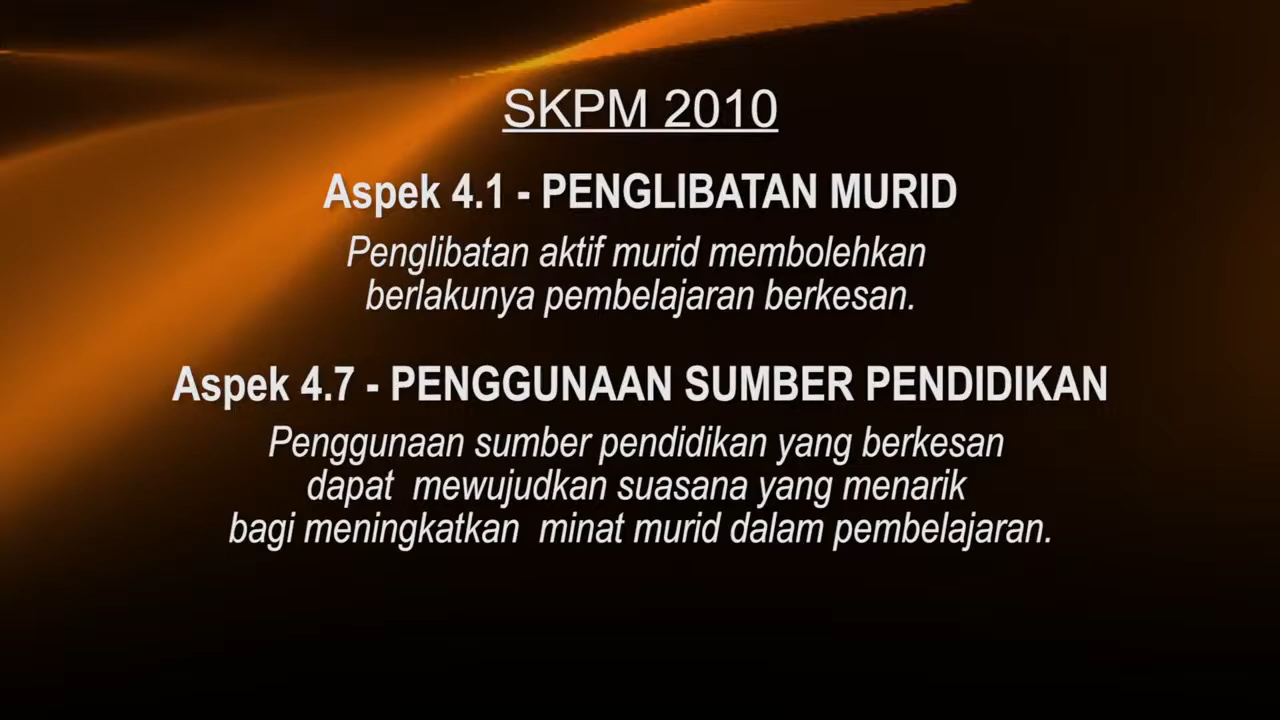 SKPM 2010
Aspek 4.1 - PENGLIBATAN MURID
Penglibatan aktif murid membolehkan
berlakunya pembelajaran berkesan.
Aspek 4.7 - PENGGUNAAN SUMBER PENDIDIKAN
Penggunaan sumber pendidikan yang berkesan
dapat mewujudkan suasana yang menarik
bagi meningkatkan minat murid dalam pembelajaran.